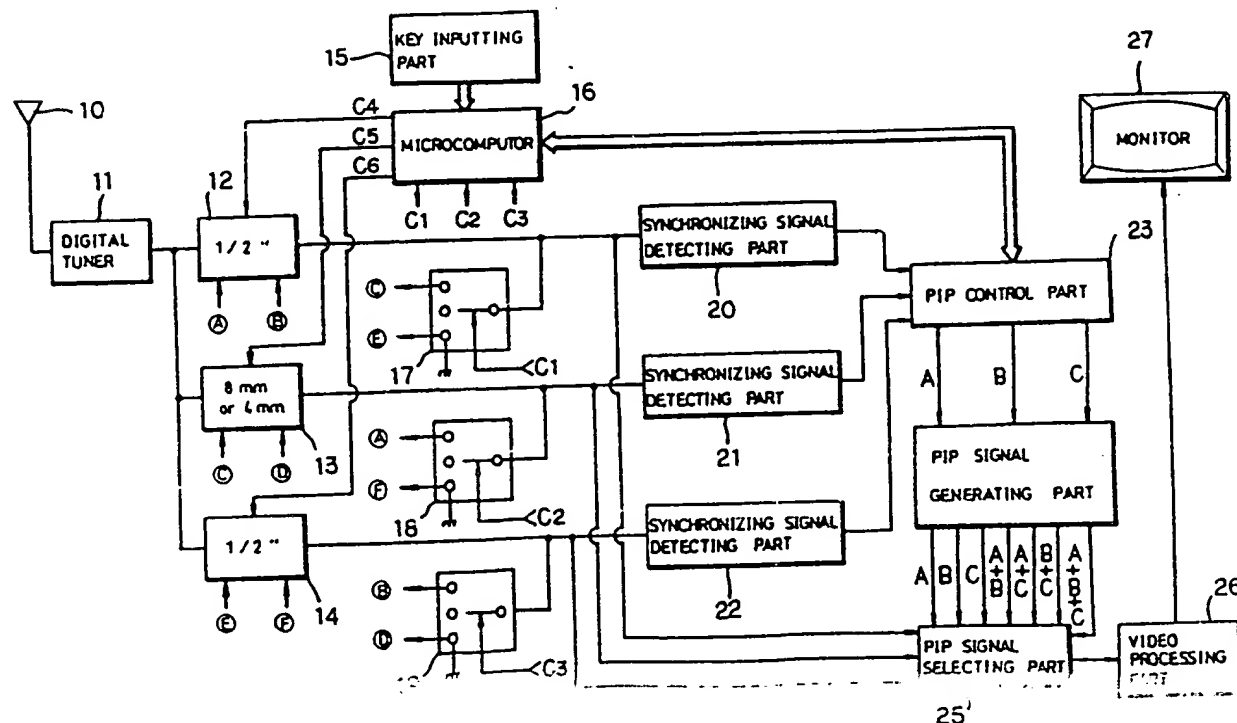 KEY INPUTTING
PART
15
27
10
16
C4
C5
C6
MICROCOMPUTOR
MONITOR
11
12
C1 C2 C3
DIGITAL
TUNER
1/2"
SYNCHRONIZING SIGNAL
DETECTING PART
23
20
PIP CONTROL PART
Ⓐ Ⓑ
Ⓒ
Ⓔ
17
C1
8 mm
or 4 mm
SYNCHRONIZING SIGNAL
DETECTING PART
A B C
21
Ⓒ Ⓓ
13
Ⓐ
Ⓕ
18
C2
PIP SIGNAL
GENERATING PART
1/2"
SYNCHRONIZING SIGNAL
DETECTING PART
22
14
Ⓔ Ⓕ
Ⓑ
Ⓓ
C3
A B C A+B A+C B+C A+B+C
26
PIP SIGNAL
SELECTING PART
VIDEO
PROCESSING
25'